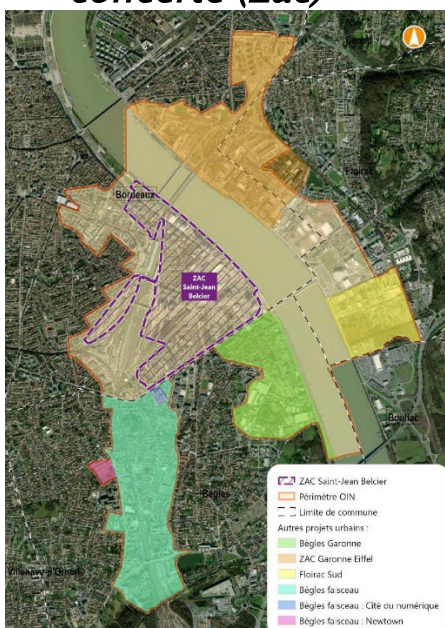 concerté (Zac)
Bordeaux
Floirac
ZAC
Saint-Jean
Belcier
Bouliac
Bègles
Villenave-d'Ornon
ZAC Saint-Jean Belcier
Périmètre OIN
Limite de commune
Autres projets urbains :
Bègles Garonne
ZAC Garonne Eiffel
Floirac Sud
Bègles faisceau
Bègles faisceau : Cité du numérique
Bègles faisceau : Newtown